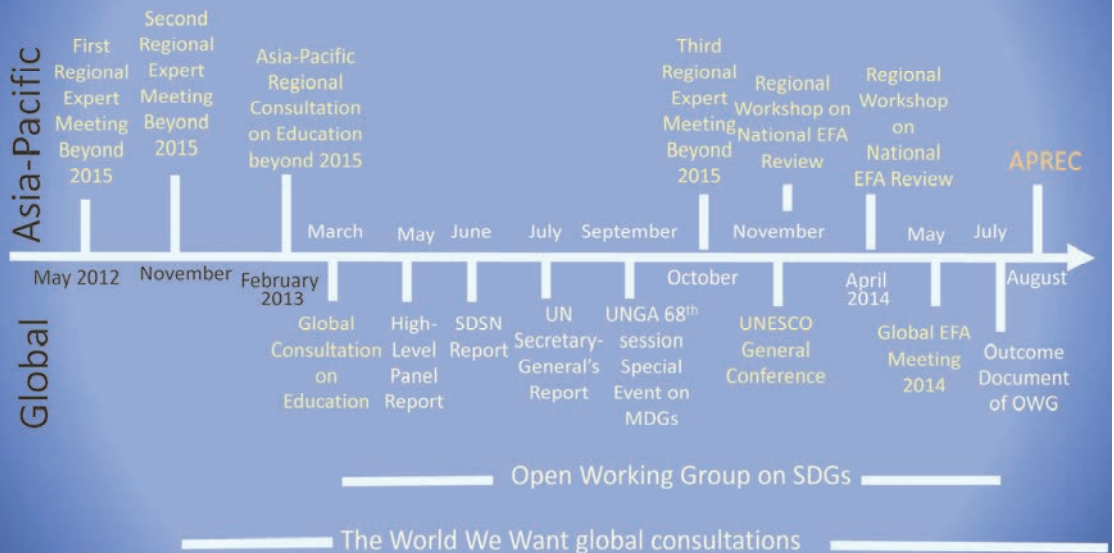 Asia-Pacific
First
Regional
Expert
Meeting
Beyond
2015
Second
Regional
Expert
Meeting
Beyond
2015
Asia-Pacific
Regional
Consultation
on Education
beyond 2015
Third
Regional
Expert
Meeting
Beyond
2015
Regional
Workshop on
National EFA
Review
Regional
Workshop
on
National
EFA Review
APREC
March
May
June
July
September
November
May
July
May 2012
November
February
2013
October
April
2014
August
Global
Global
Consultation
on
Education
High-
Level
Panel
Report
SDSN
Report
UN
Secretary-
General's
Report
UNGA 68th
session
Special
Event on
MDGs
UNESCO
General
Conference
Global EFA
Meeting
2014
Outcome
Document
of OWG
Open Working Group on SDGs
The World We Want global consultations